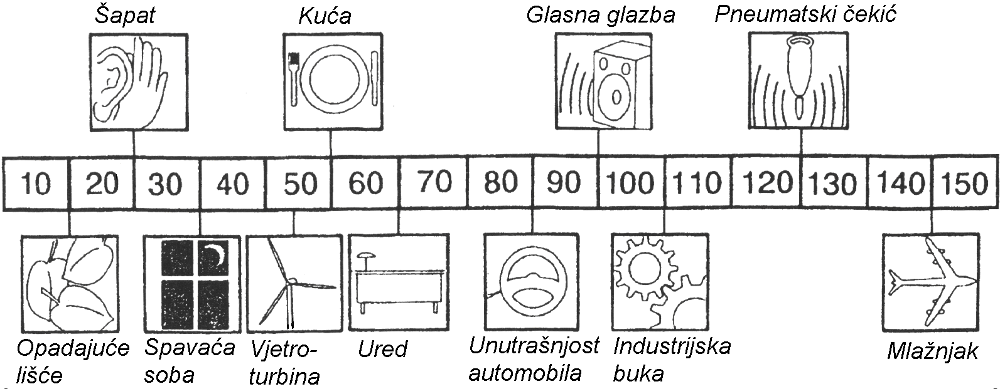 Šapat
Kuća
Glasna glazba
Pneumatski čekić
10 20 30 40 50 60 70 80 90 100 110 120 130 140 150
Opadajuće
lišće
Spavaća
soba
Vjetro-
turbina
Ured
Unutrašnjost
automobila
Industrijska
buka
Mlažnjak